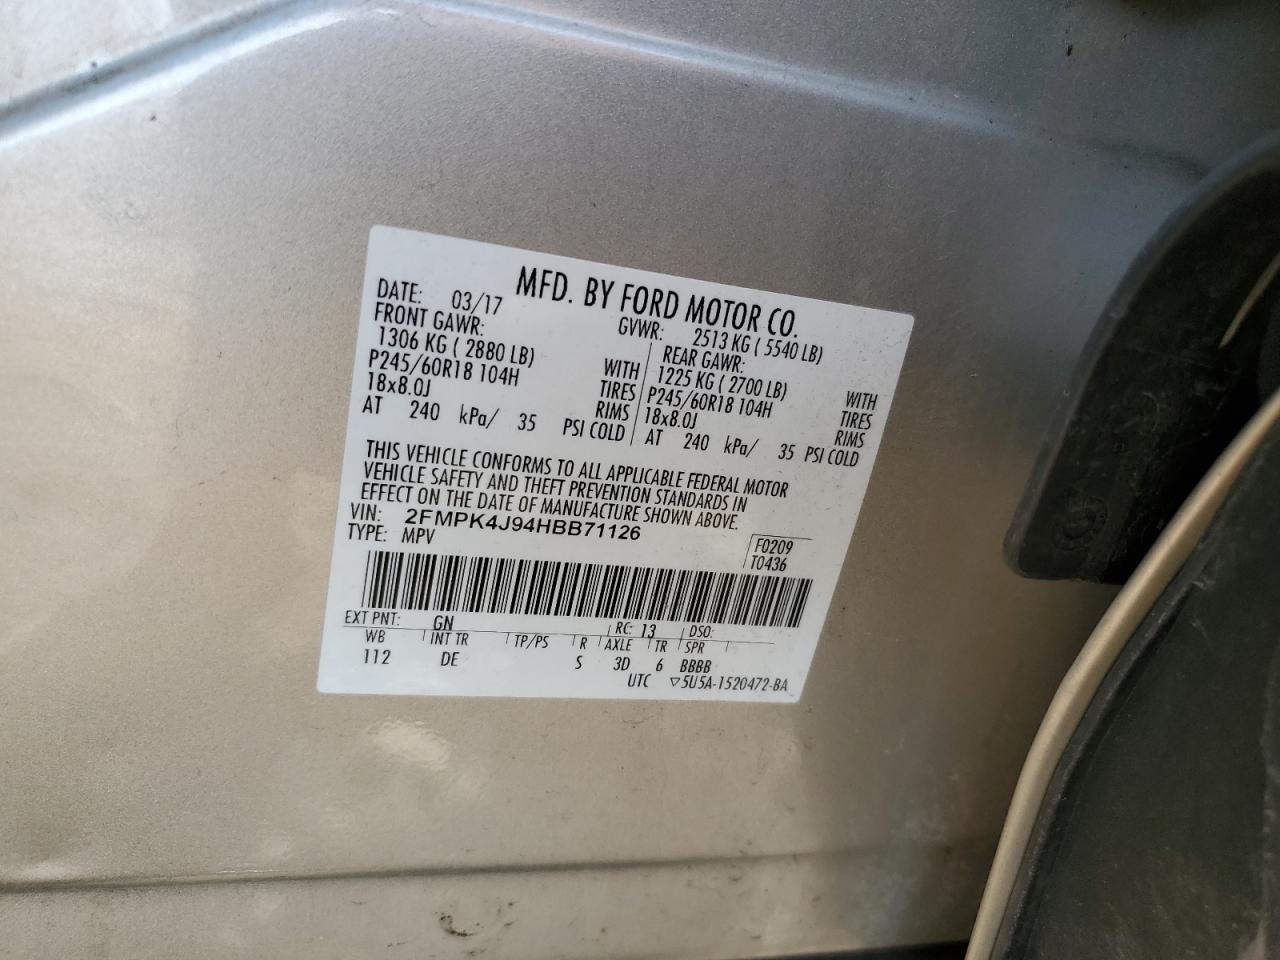 MFD. BY FORD MOTOR CO.
DATE: 03/17 GVWR: 2513 KG ( 5540 LB)
FRONT GAWR: REAR GAWR:
1306 KG ( 2880 LB) WITH 1225 KG ( 2700 LB) WITH
P245/60R18 104H TIRES P245/60R18 104H TIRES
18x8.0J RIMS 18x8.0J RIMS
AT 240 kPa/ 35 PSI COLD AT 240 kPa/ 35 PSI COLD
THIS VEHICLE CONFORMS TO ALL APPLICABLE FEDERAL MOTOR
VEHICLE SAFETY AND THEFT PREVENTION STANDARDS IN
EFFECT ON THE DATE OF MANUFACTURE SHOWN ABOVE.
VIN: 2FMPK4J94HBB71126
TYPE: MPV F0209
T0436
EXT PNT: GN RC: 13 DSO:
WB INT TR TP/PS R AXLE TR SPR
112 DE S 3D 6 BBBB
UTC ▽5U5A-1520472-BA